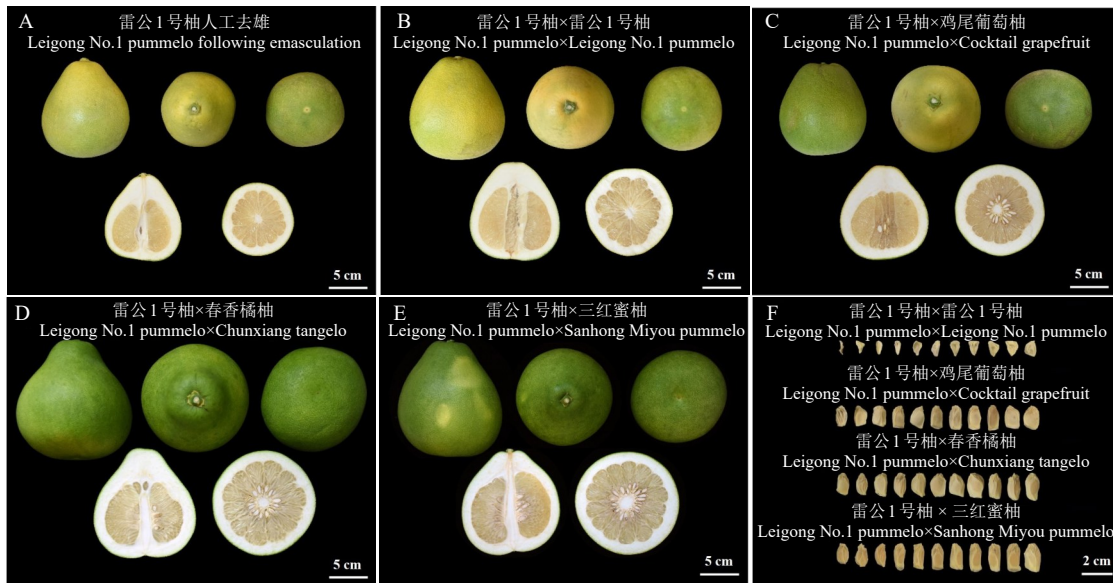 A
雷公1号柚人工去雄
Leigong No.1 pummelo following emasculation
5 cm
B
雷公1号柚×雷公1号柚
Leigong No.1 pummelo×Leigong No.1 pummelo
5 cm
C
雷公1号柚×鸡尾葡萄柚
Leigong No.1 pummelo×Cocktail grapefruit
5 cm
D
雷公1号柚×春香橘柚
Leigong No.1 pummelo×Chunxiang tangelo
5 cm
E
雷公1号柚×三红蜜柚
Leigong No.1 pummelo×Sanhong Miyou pummelo
5 cm
F
雷公1号柚×雷公1号柚
Leigong No.1 pummelo×Leigong No.1 pummelo
雷公1号柚×鸡尾葡萄柚
Leigong No.1 pummelo×Cocktail grapefruit
雷公1号柚×春香橘柚
Leigong No.1 pummelo×Chunxiang tangelo
雷公1号柚 × 三红蜜柚
Leigong No.1 pummelo×Sanhong Miyou pummelo
2 cm